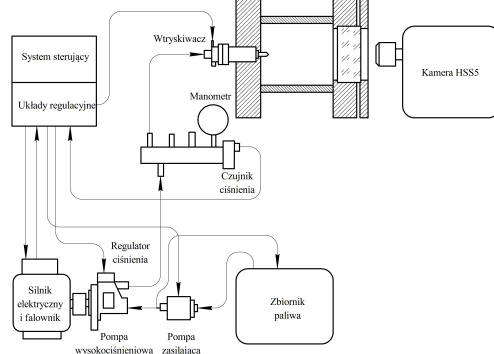 Wtryskiwacz
System sterujący
Układy regulacyjne
Kamera HSS5
Manometr
Czujnik
ciśnienia
Regulator
ciśnienia
Silnik
elektryczny
i falownik
Zbiornik
paliwa
Pompa
wysokociśnieniowa
Pompa
zasilająca